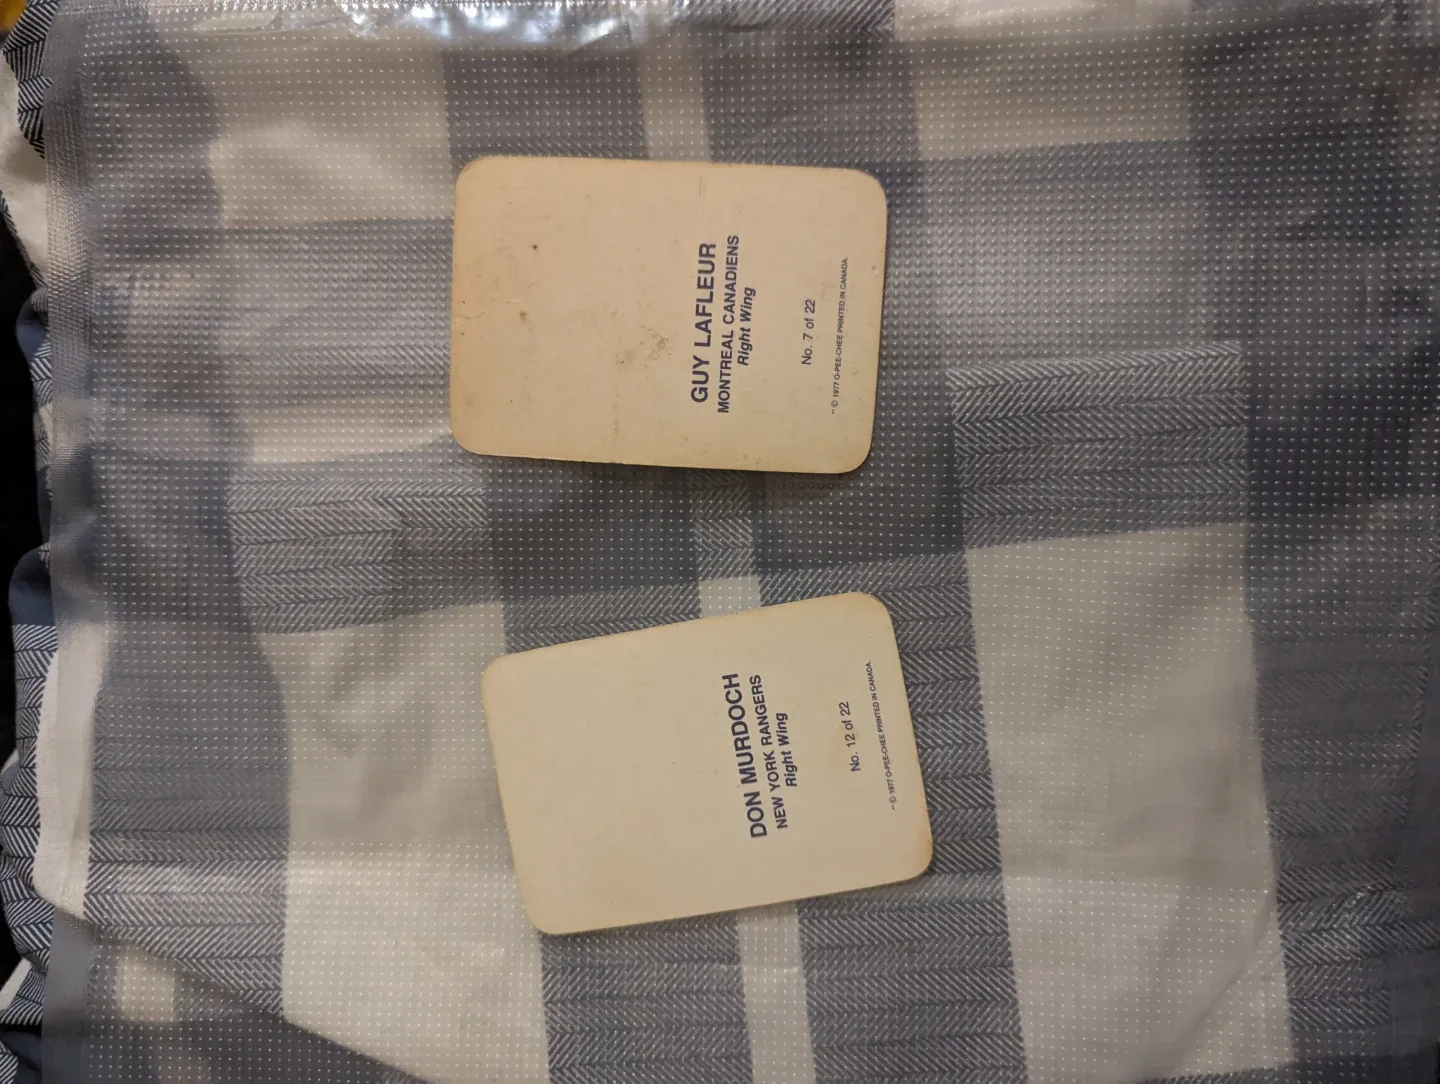 GUY LAFLEUR
MONTREAL CANADIENS
Right Wing
No. 7 of 22
© 1977 O-PEE-CHEE PRINTED IN CANADA.
DON MURDOCH
NEW YORK RANGERS
Right Wing
No. 12 of 22
© 1977 O-PEE-CHEE PRINTED IN CANADA.